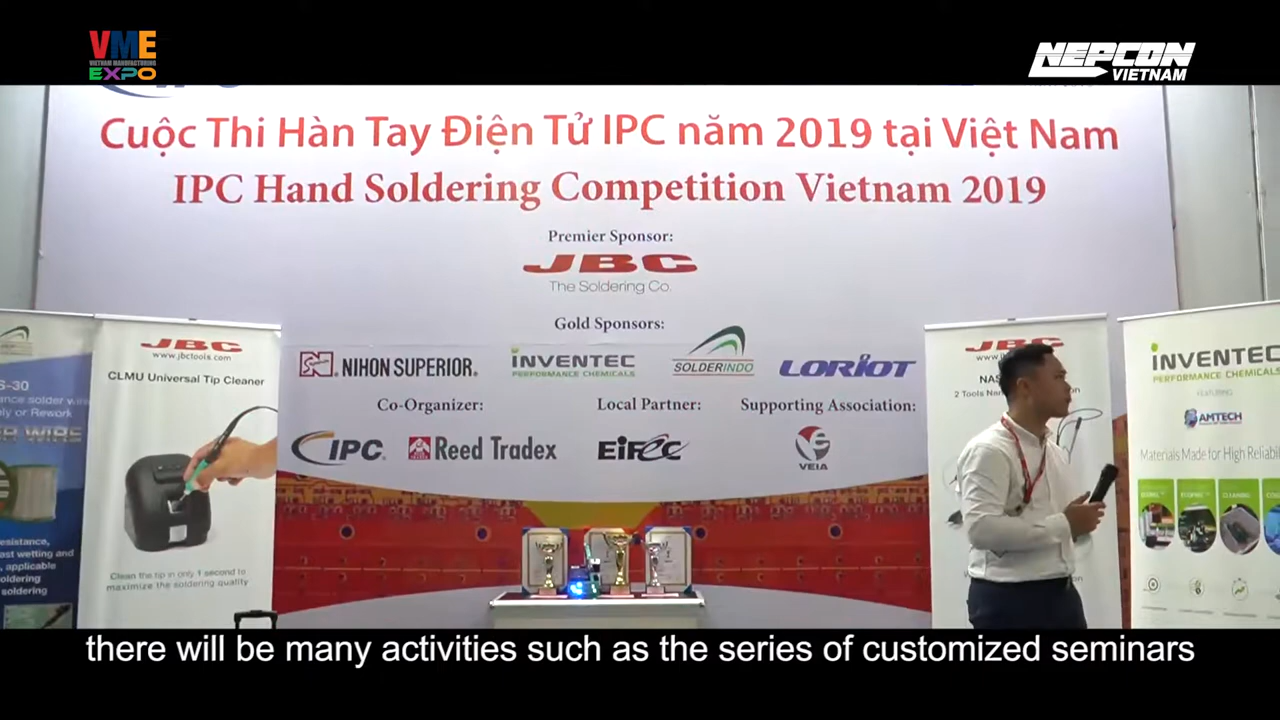 VME
VIETNAM MANUFACTURING
EXPO
NEPCON
VIETNAM
Cuộc Thi Hàn Tay Điện Tử IPC năm 2019 tại Việt Nam
IPC Hand Soldering Competition Vietnam 2019
Premier Sponsor:
JBC
The Soldering Co.
Gold Sponsors:
NIHON SUPERIOR.
iNVENTEC
PERFORMANCE CHEMICALS
SOLDERINDO
LORIOT
Co-Organizer:
Local Partner:
Supporting Association:
IPC
Reed Tradex
EiFEC
VEIA
JBC
www.jbctools.com
CLMU Universal Tip Cleaner
Clean the tip in only 1 second to
maximize the soldering quality
S-30
JBC
iNVENTEC
PERFORMANCE CHEMICALS
FEATURING
AMTECH
Materials Made for High
there will be many activities such as the series of customized seminars